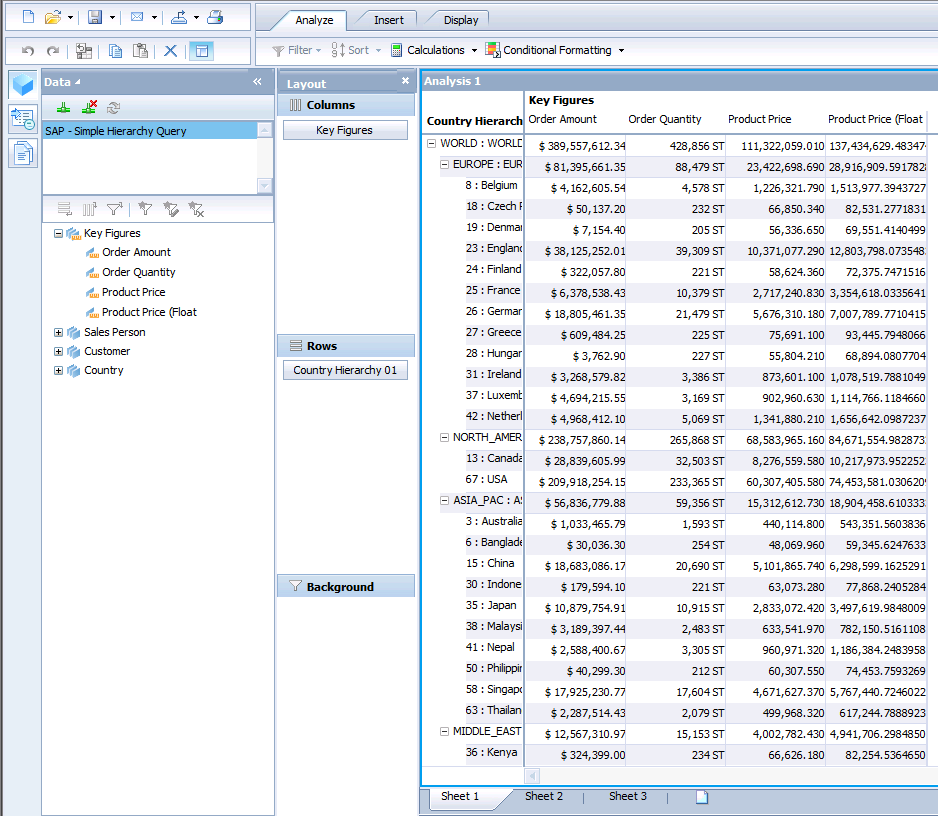 Analyze
Insert
Display
Filter
Sort
Calculations
Conditional Formatting
Data
SAP - Simple Hierarchy Query
Key Figures
Order Amount
Order Quantity
Product Price
Product Price (Float
Sales Person
Customer
Country
Layout
Columns
Key Figures
Rows
Country Hierarchy 01
Background
Analysis 1
Key Figures
Country Hierarch Order Amount Order Quantity Product Price Product Price (Float
WORLD : WORLD $ 389,557,612.34 428,856 ST 111,322,059.010 137,434,629.48347
EUROPE : EUR $ 81,395,661.35 88,479 ST 23,422,698.690 28,916,909.591782
8 : Belgium $ 4,162,605.54 4,578 ST 1,226,321.790 1,513,977.3943727
18 : Czech $ 50,137.20 232 ST 66,850.340 82,531.2771831
19 : Denmar $ 7,154.40 205 ST 56,336.650 69,551.4140499
23 : England $ 38,125,252.01 39,309 ST 10,371,077.290 12,803,798.073548
24 : Finland $ 322,057.80 221 ST 58,624.360 72,375.7471516
25 : France $ 6,378,538.43 10,379 ST 2,717,240.830 3,354,618.0335641
26 : German $ 18,805,461.35 21,479 ST 5,676,310.180 7,007,789.7710415
27 : Greece $ 609,484.25 225 ST 75,691.100 93,445.7948066
28 : Hungar $ 3,762.90 227 ST 55,804.210 68,894.0807704
31 : Ireland $ 3,268,579.82 3,386 ST 873,601.100 1,078,519.7881049
37 : Luxemb $ 4,694,215.55 3,169 ST 902,960.630 1,114,766.1184660
42 : Netherl $ 4,968,412.10 5,069 ST 1,341,880.210 1,656,642.0987237
NORTH_AMER $ 238,757,860.14 265,868 ST 68,583,965.160 84,671,554.982873
13 : Canada $ 28,839,605.99 32,503 ST 8,276,559.580 10,217,973.952252
67 : USA $ 209,918,254.15 233,365 ST 60,307,405.580 74,453,581.030620
ASIA_PAC : AS $ 56,836,779.88 59,356 ST 15,312,612.730 18,904,458.610333
3 : Australia $ 1,033,465.79 1,593 ST 440,114.800 543,351.5603836
6 : Banglade $ 30,036.30 254 ST 48,069.960 59,345.6247633
15 : China $ 18,683,086.17 20,690 ST 5,101,865.740 6,298,599.1625291
30 : Indone $ 179,594.10 221 ST 63,073.280 77,868.2405284
35 : Japan $ 10,879,754.91 10,915 ST 2,833,072.420 3,497,619.9848009
38 : Malaysi $ 3,189,397.44 2,483 ST 633,541.970 782,150.5161108
41 : Nepal $ 2,588,400.67 3,305 ST 960,971.320 1,186,384.2483958
50 : Philippin $ 40,299.30 212 ST 60,307.550 74,453.7593269
58 : Singapo $ 17,925,230.77 17,604 ST 4,671,627.370 5,767,440.7246022
63 : Thailan $ 2,287,514.43 2,079 ST 499,968.320 617,244.7888923
MIDDLE_EAST $ 12,567,310.97 15,153 ST 4,002,782.430 4,941,706.2984850
36 : Kenya $ 324,399.00 234 ST 66,626.180 82,254.5364650
Sheet 1
Sheet 2
Sheet 3